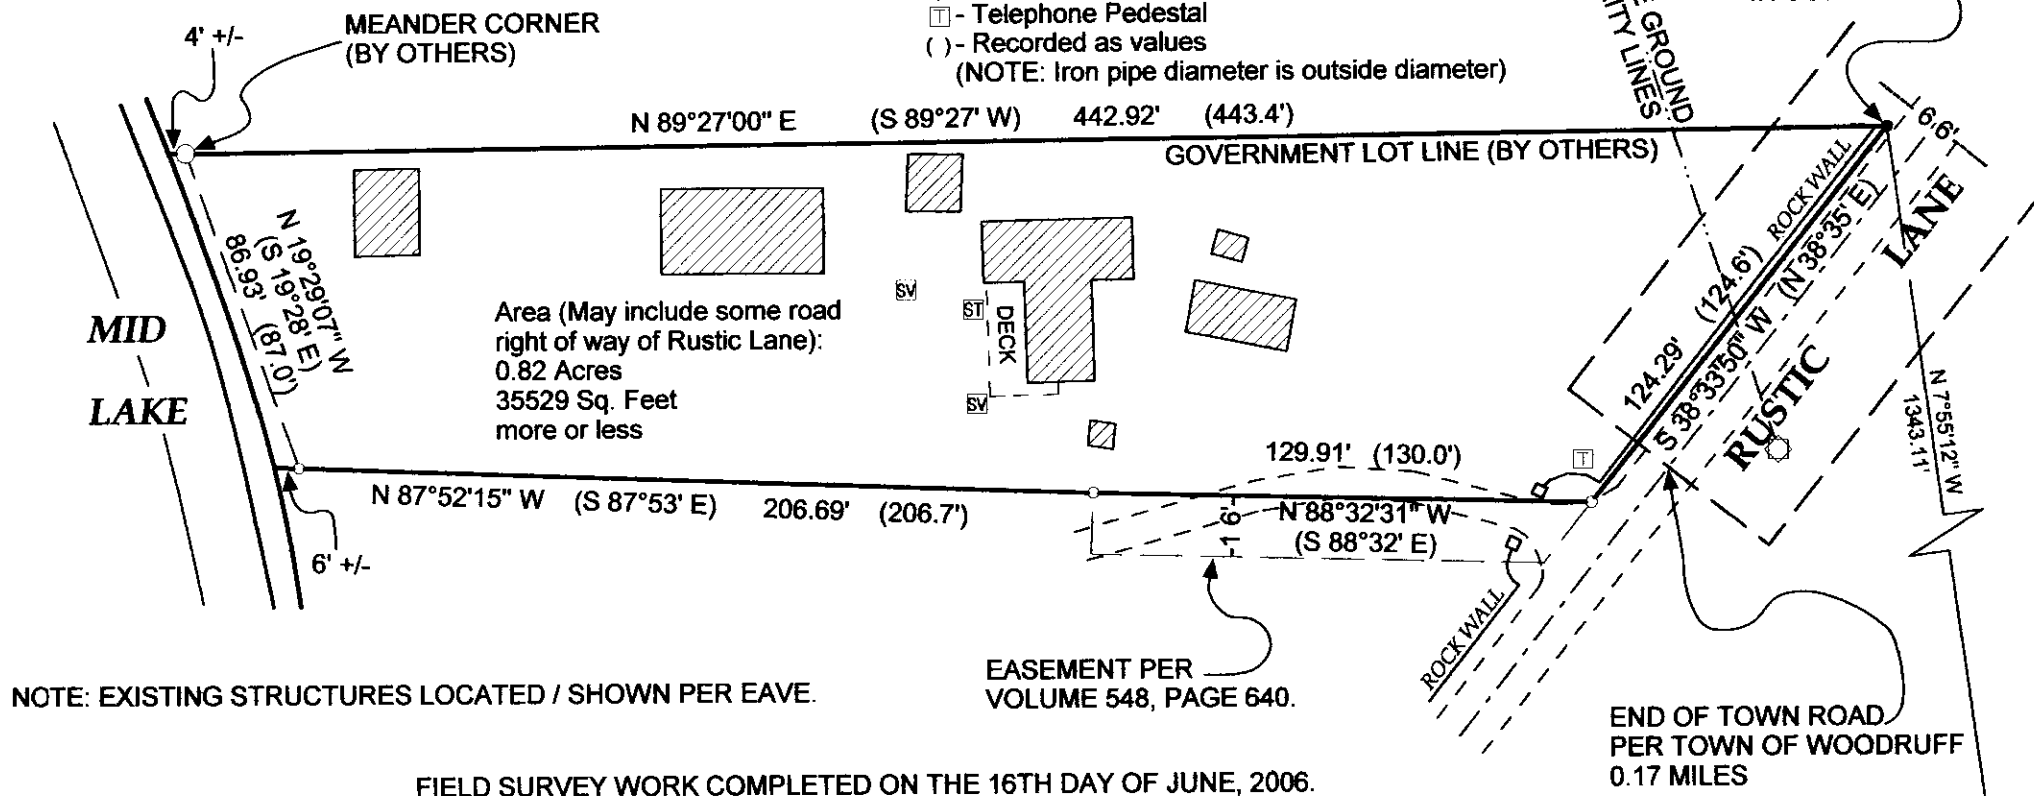 T - Telephone Pedestal
( ) - Recorded as values
(NOTE: Iron pipe diameter is outside diameter)
4' +/-
MEANDER CORNER
(BY OTHERS)
GROUND
LINES
N 89°27'00" E (S 89°27' W) 442.92' (443.4')
GOVERNMENT LOT LINE (BY OTHERS)
66'
ROCK WALL
LANE
RUSTIC
124.29' (124.6')
S 38°33'50" W (N 38°35' E)
N 7°55'12" W
1343.11'
N 19°29'07" W
(S 19°28' E)
86.93' (87.0')
MID
LAKE
Area (May include some road
right of way of Rustic Lane):
0.82 Acres
35529 Sq. Feet
more or less
SV
ST
DECK
SV
T
129.91' (130.0')
N 87°52'15" W (S 87°53' E) 206.69' (206.7')
16'
N 88°32'31" W
(S 88°32' E)
6' +/-
ROCK WALL
EASEMENT PER
VOLUME 548, PAGE 640.
NOTE: EXISTING STRUCTURES LOCATED / SHOWN PER EAVE.
END OF TOWN ROAD
PER TOWN OF WOODRUFF
0.17 MILES
FIELD SURVEY WORK COMPLETED ON THE 16TH DAY OF JUNE, 2006.